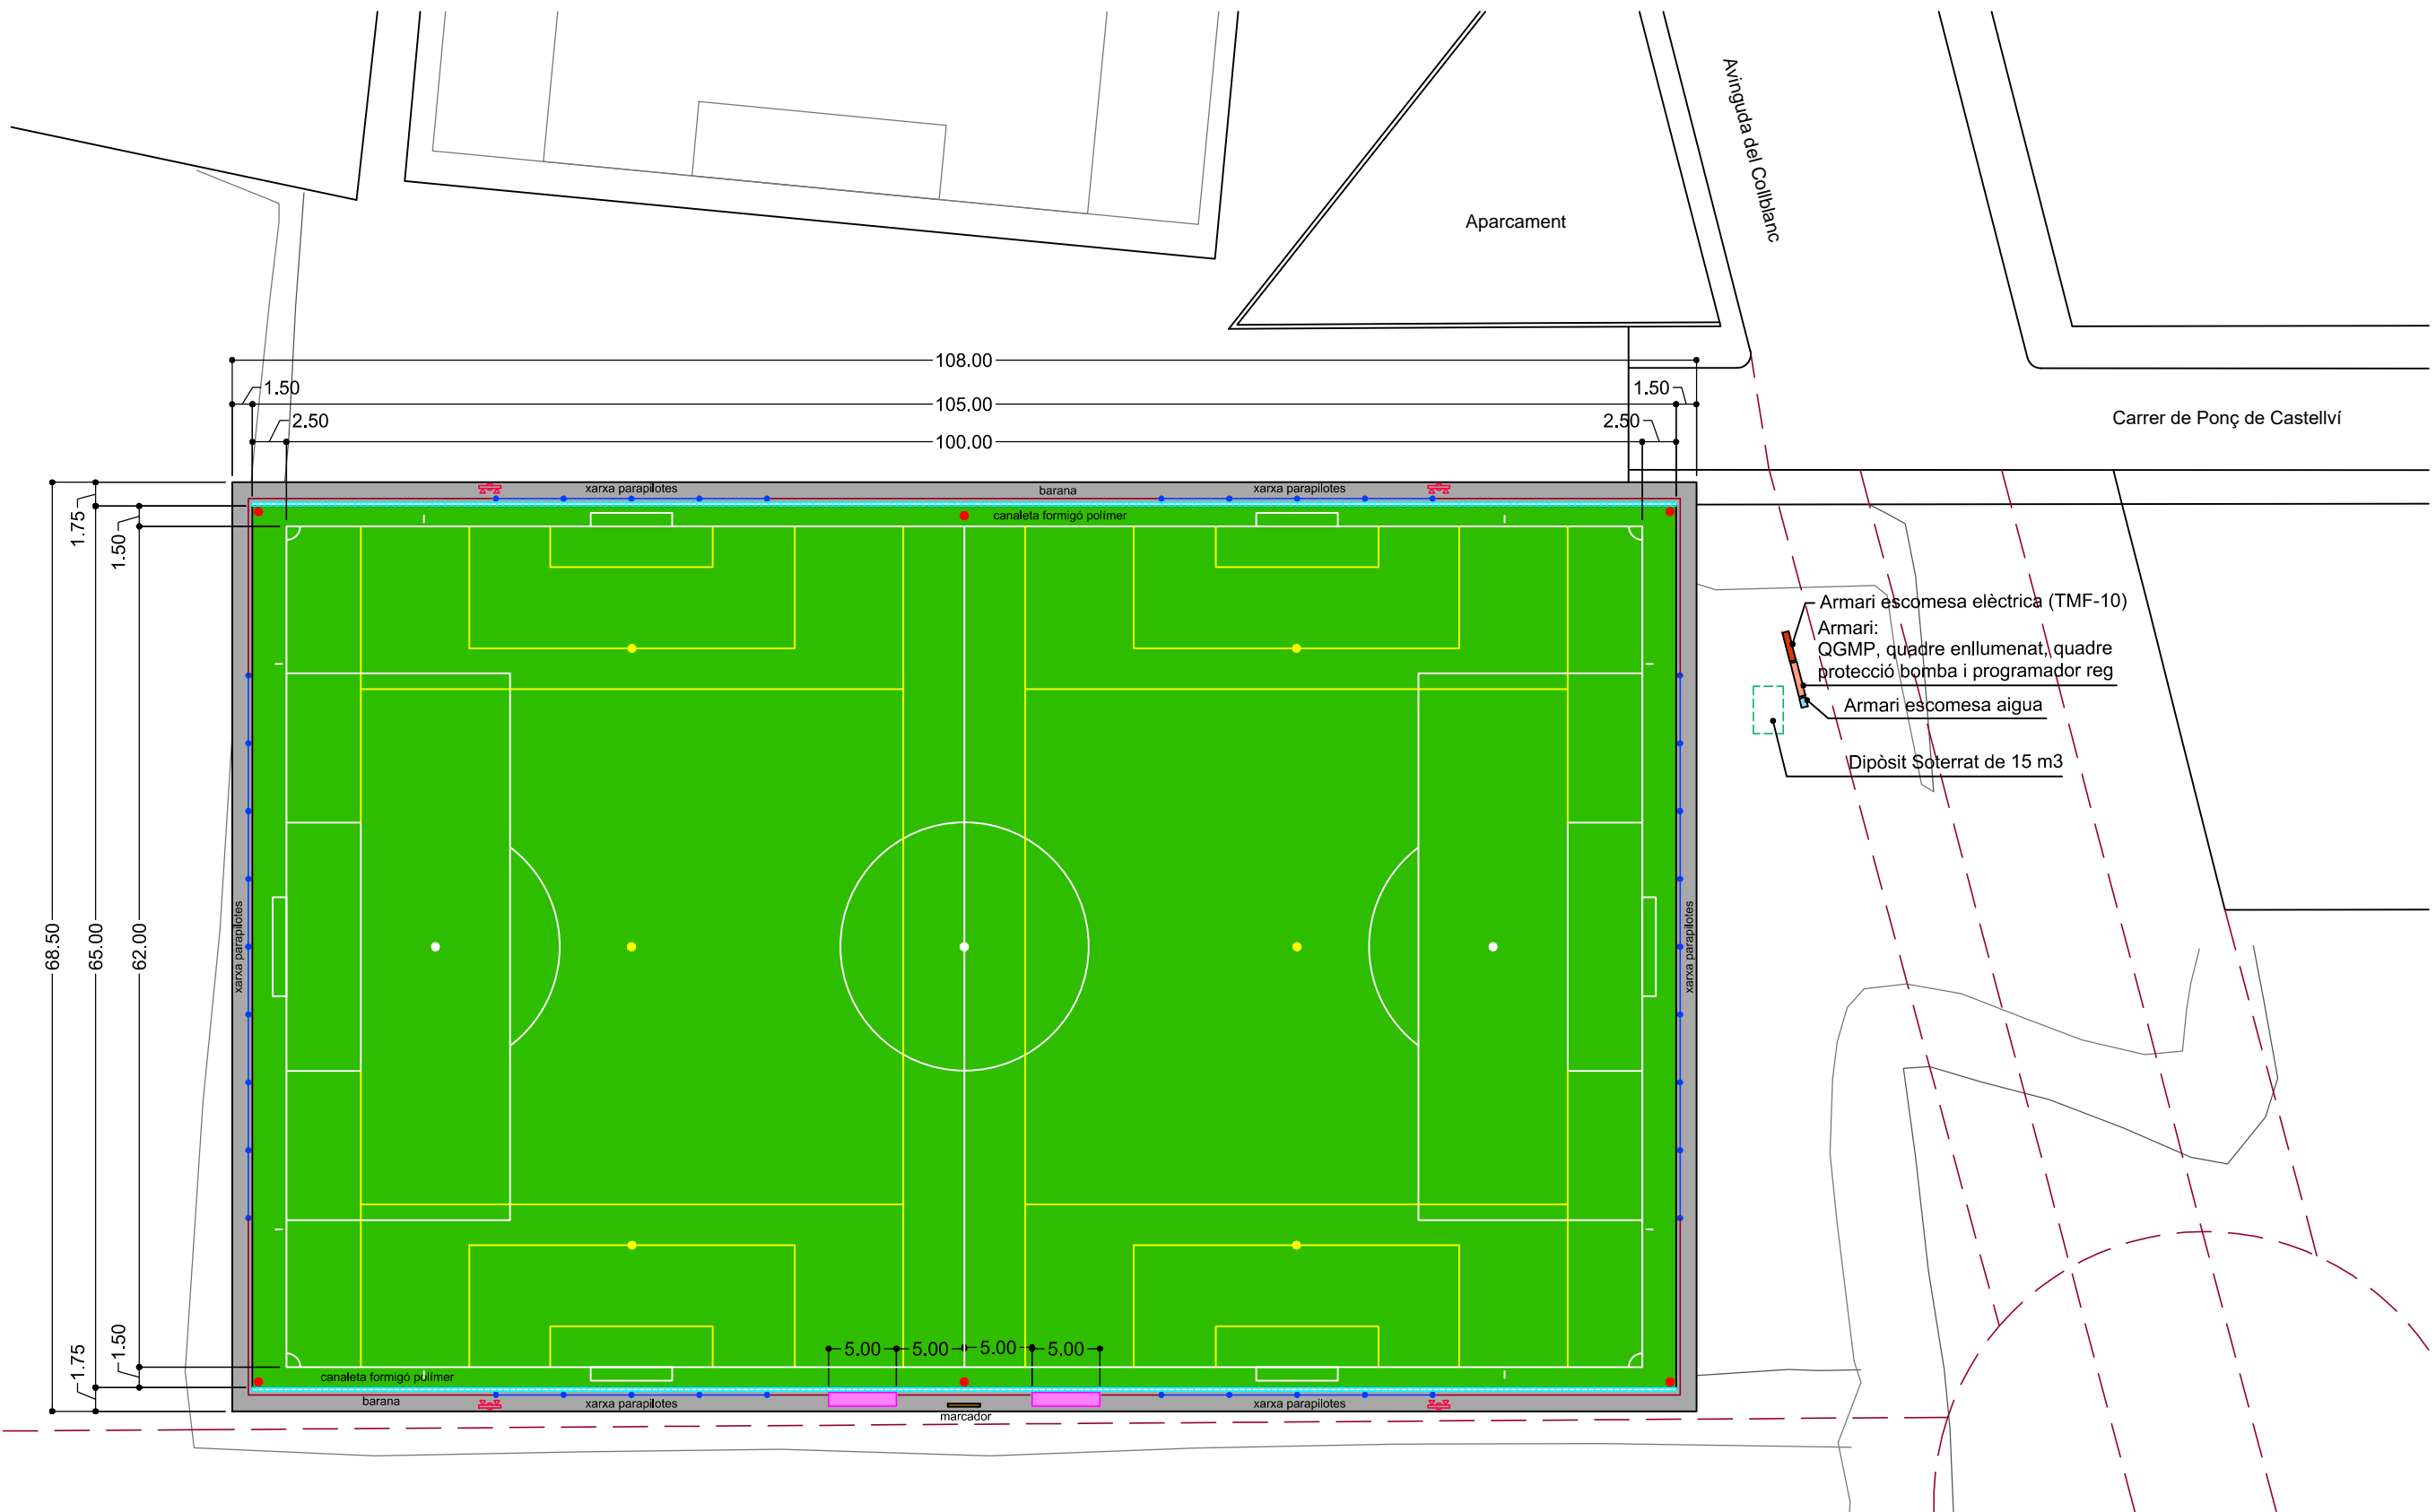 Avinguda del Collblanc
Aparcament
108.00
1.50
105.00
1.50
2.50
100.00
2.50
Carrer de Ponç de Castellví
xarxa parapilotes
barana
xarxa parapilotes
canaleta formigó polímer
1.75
1.50
Armari escomesa elèctrica (TMF-10)
Armari:
QGMP, quadre enllumenat, quadre
protecció bomba i programador reg
Armari escomesa aigua
Dipòsit Soterrat de 15 m3
68.50
65.00
62.00
xarxa parapilotes
xarxa parapilotes
1.75
1.50
5.00
5.00
5.00
5.00
canaleta formigó polímer
barana
xarxa parapilotes
marcador
xarxa parapilotes